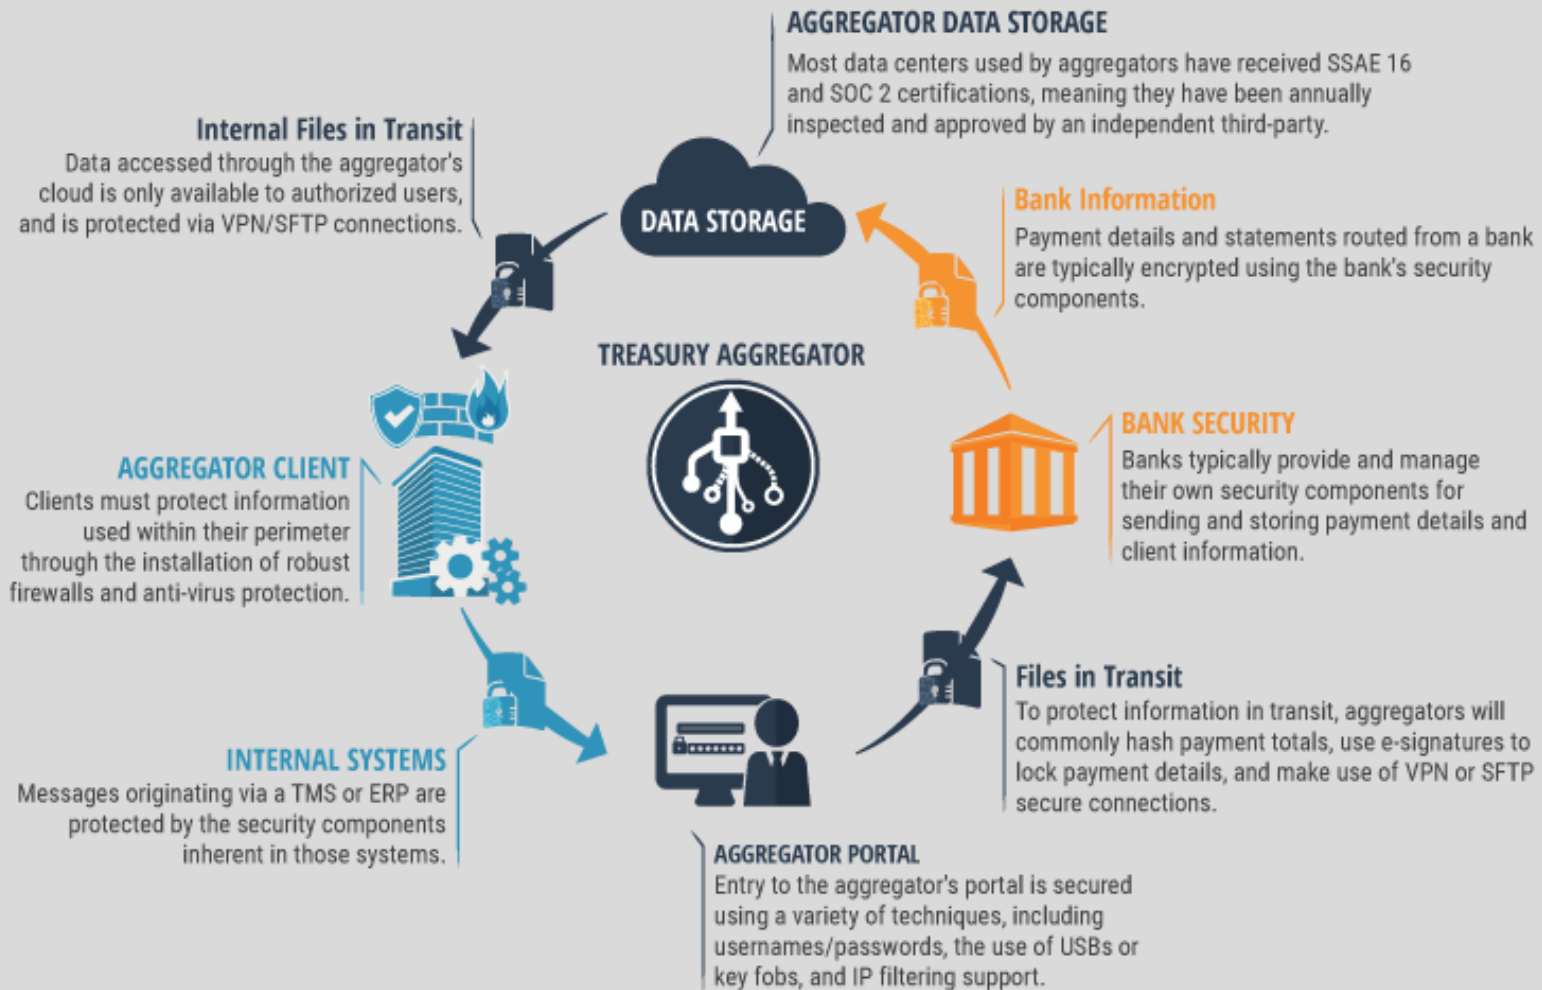 AGGREGATOR DATA STORAGE
Most data centers used by aggregators have received SSAE 16
and SOC 2 certifications, meaning they have been annually
inspected and approved by an independent third-party.
Internal Files in Transit
Data accessed through the aggregator's
cloud is only available to authorized users,
and is protected via VPN/SFTP connections.
DATA STORAGE
Bank Information
Payment details and statements routed from a bank
are typically encrypted using the bank's security
components.
TREASURY AGGREGATOR
BANK SECURITY
Banks typically provide and manage
their own security components for
sending and storing payment details and
client information.
AGGREGATOR CLIENT
Clients must protect information
used within their perimeter
through the installation of robust
firewalls and anti-virus protection.
Files in Transit
To protect information in transit, aggregators will
commonly hash payment totals, use e-signatures to
lock payment details, and make use of VPN or SFTP
secure connections.
INTERNAL SYSTEMS
Messages originating via a TMS or ERP are
protected by the security components
inherent in those systems.
AGGREGATOR PORTAL
Entry to the aggregator's portal is secured
using a variety of techniques, including
usernames/passwords, the use of USBs or
key fobs, and IP filtering support.